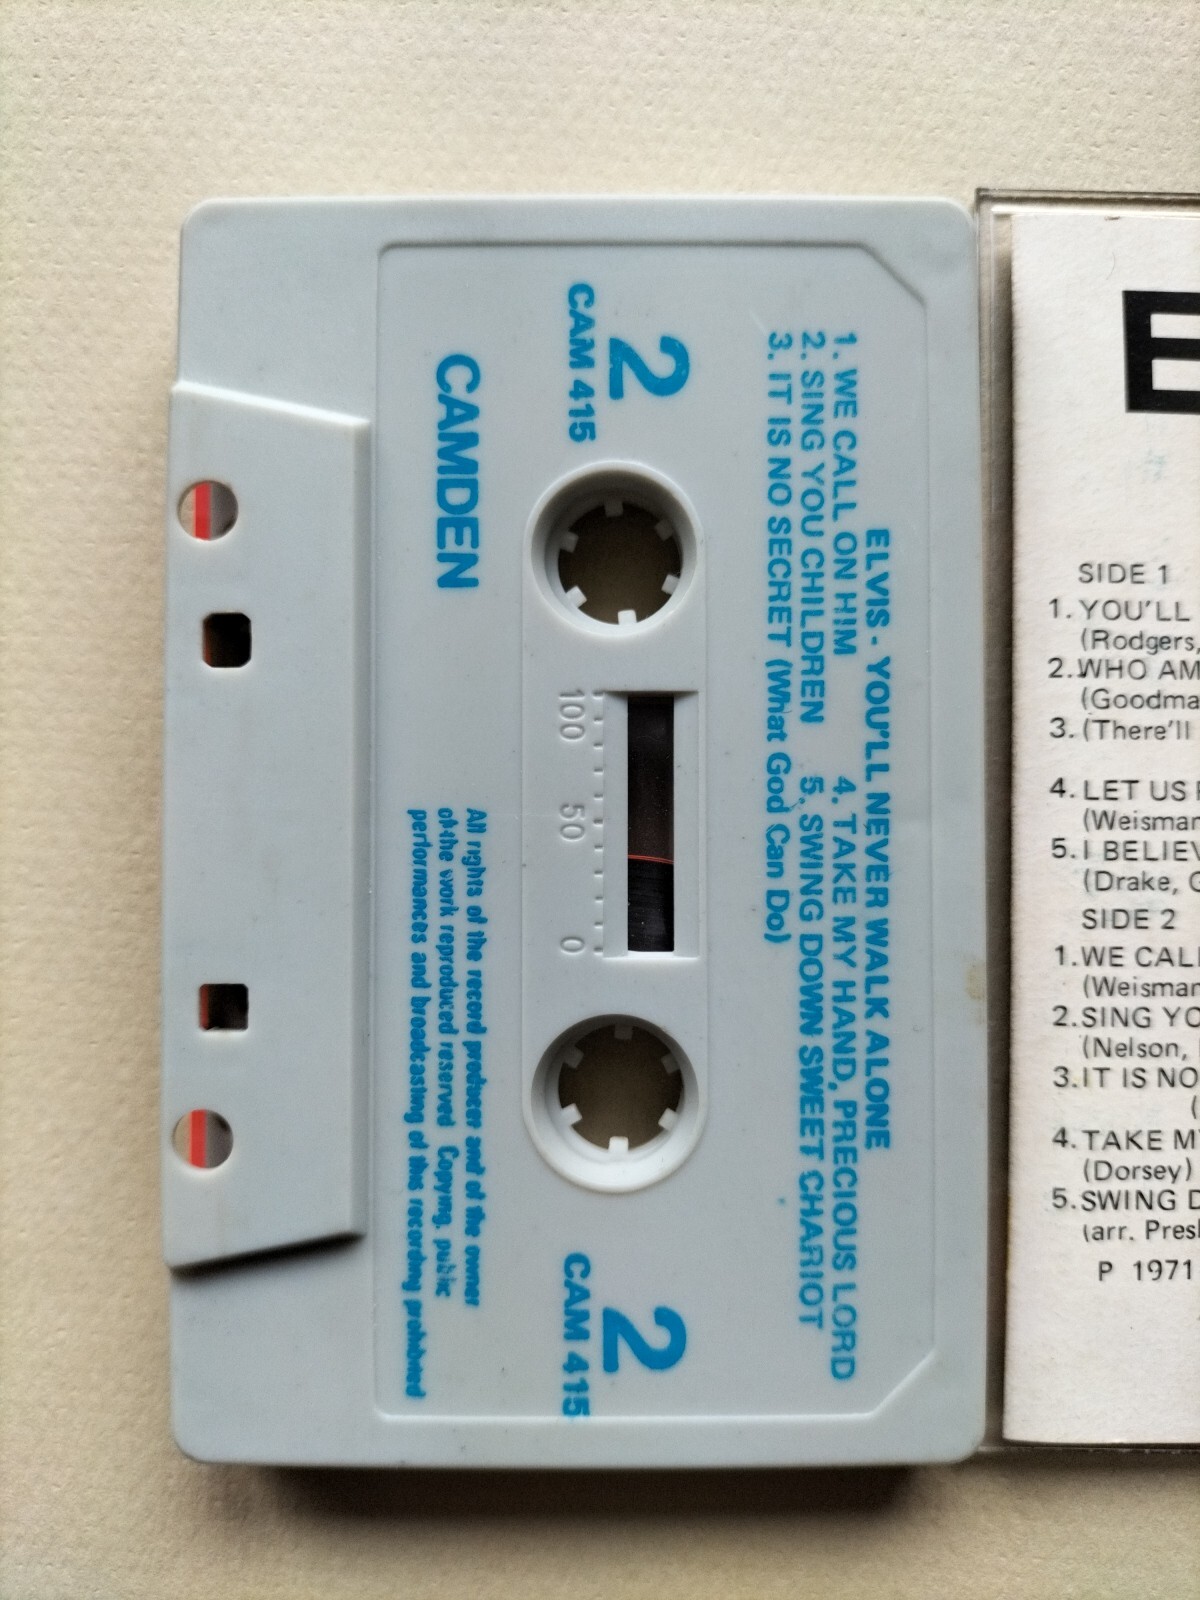 ELVIS - YOU'LL NEVER WALK ALONE
1. WE CALL ON HIM 4. TAKE MY HAND, PRECIOUS LORD
2. SING YOU CHILDREN 5. SWING DOWN SWEET CHARIOT
3. IT IS NO SECRET (What God Can Do)
2 2
CAM 415 CAM 415
100 50 0
CAMDEN
All rights of the record producer and of the owner
of the work reproduced reserved Copying, public
performances and broadcasting of this recording prohibited
E
SIDE 1
1. YOU'LL
(Rodgers,
2. WHO AM
(Goodma
3. (There'll
4. LET US
(Weisman
5. I BELIEV
(Drake, G
SIDE 2
1. WE CALL
(Weisman
2. SING YO
(Nelson,
3. IT IS NO
(
4. TAKE MY
(Dorsey)
5. SWING D
(arr. Presl
P 1971